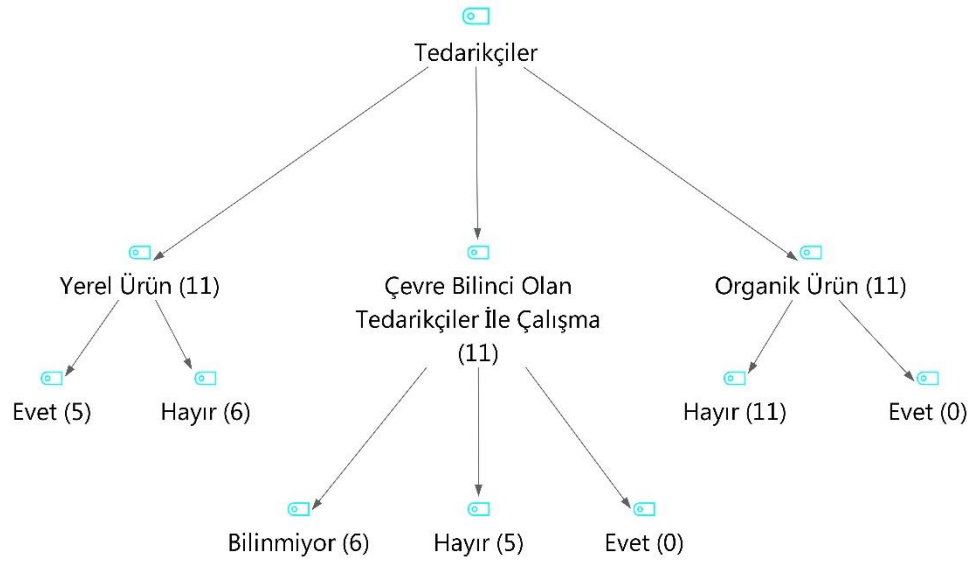 Tedarikçiler
Yerel Ürün (11)
Çevre Bilinci Olan
Tedarikçiler İle Çalışma
(11)
Organik Ürün (11)
Evet (5)
Hayır (6)
Hayır (11)
Evet (0)
Bilinmiyor (6)
Hayır (5)
Evet (0)